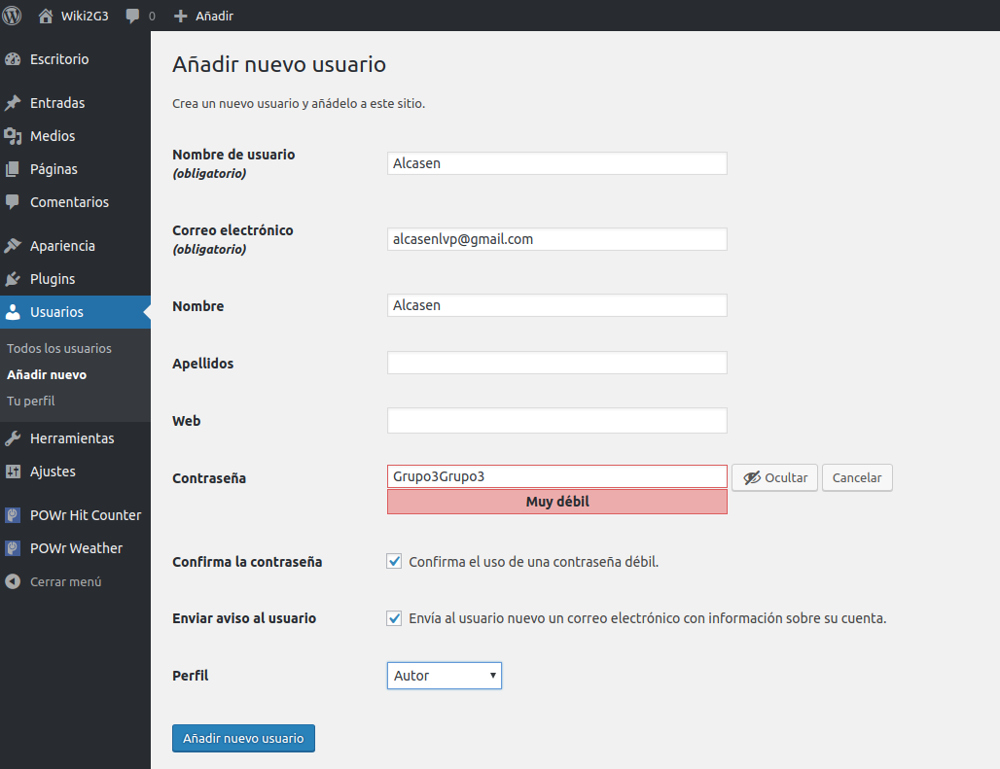 Wiki2G3 0 Añadir
Escritorio
Entradas
Medios
Páginas
Comentarios
Apariencia
Plugins
Usuarios
Todos los usuarios
Añadir nuevo
Tu perfil
Herramientas
Ajustes
POWr Hit Counter
POWr Weather
Cerrar menú
Añadir nuevo usuario
Crea un nuevo usuario y añádelo a este sitio.
Nombre de usuario
(obligatorio)
Alcasen
Correo electrónico
(obligatorio)
alcasenlvp@gmail.com
Nombre
Alcasen
Apellidos
Web
Contraseña
Grupo3Grupo3
Ocultar
Cancelar
Muy débil
Confirma la contraseña
Confirma el uso de una contraseña débil.
Enviar aviso al usuario
Envía al usuario nuevo un correo electrónico con información sobre su cuenta.
Perfil
Autor
Añadir nuevo usuario